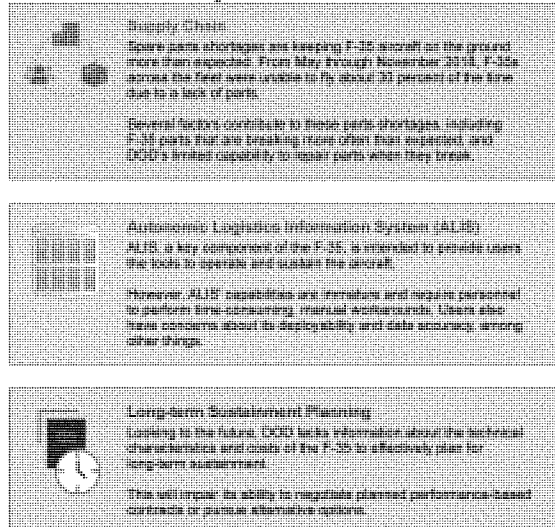 Supply Chain
Spare parts shortages are keeping F-35 aircraft on the ground
more than expected. From May through November 2018, F-35s
across the fleet were unable to fly about 30 percent of the time
due to a lack of parts.
Several factors contribute to these parts shortages, including
F-35 parts that are breaking more often than expected, and
DOD's limited capability to repair parts when they break.
Autonomic Logistics Information System (ALIS)
ALIS, a key component of the F-35, is intended to provide users
the tools to operate and sustain the aircraft.
However, ALIS' capabilities are immature and require personnel
to perform time-consuming, manual workarounds. Users also
have concerns about its deployability and data accuracy, among
other things.
Long-term Sustainment Planning
Looking to the future, DOD lacks information about the technical
characteristics and costs of the F-35 to effectively plan for
long-term sustainment.
This will impair its ability to negotiate planned performance-based
contracts or pursue alternative options.